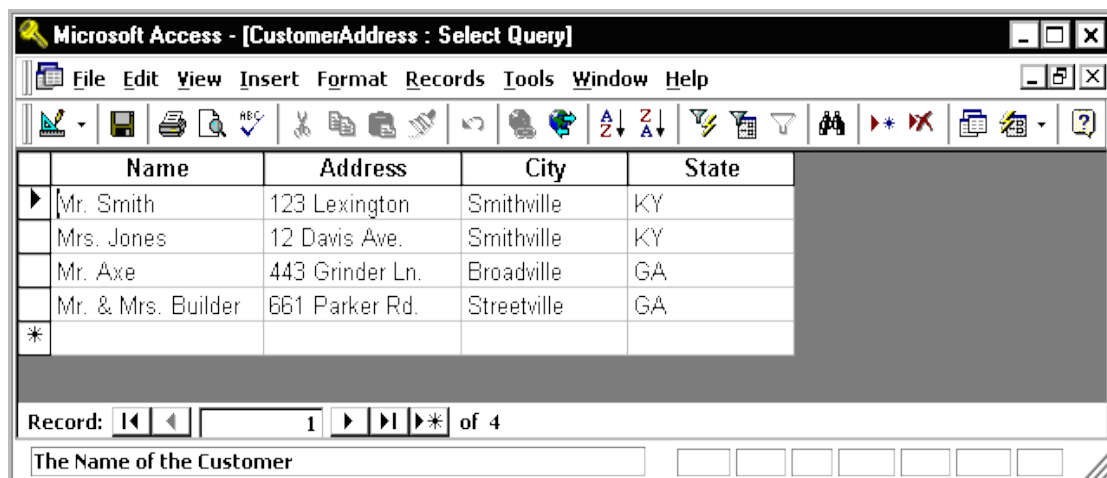 Microsoft Access - [CustomerAddress : Select Query]
File Edit View Insert Format Records Tools Window Help
ABC A Z Z A
Name Address City State
Mr. Smith 123 Lexington Smithville KY
Mrs. Jones 12 Davis Ave. Smithville KY
Mr. Axe 443 Grinder Ln. Broadville GA
Mr. & Mrs. Builder 661 Parker Rd. Streetville GA
Record: 1 of 4
The Name of the Customer